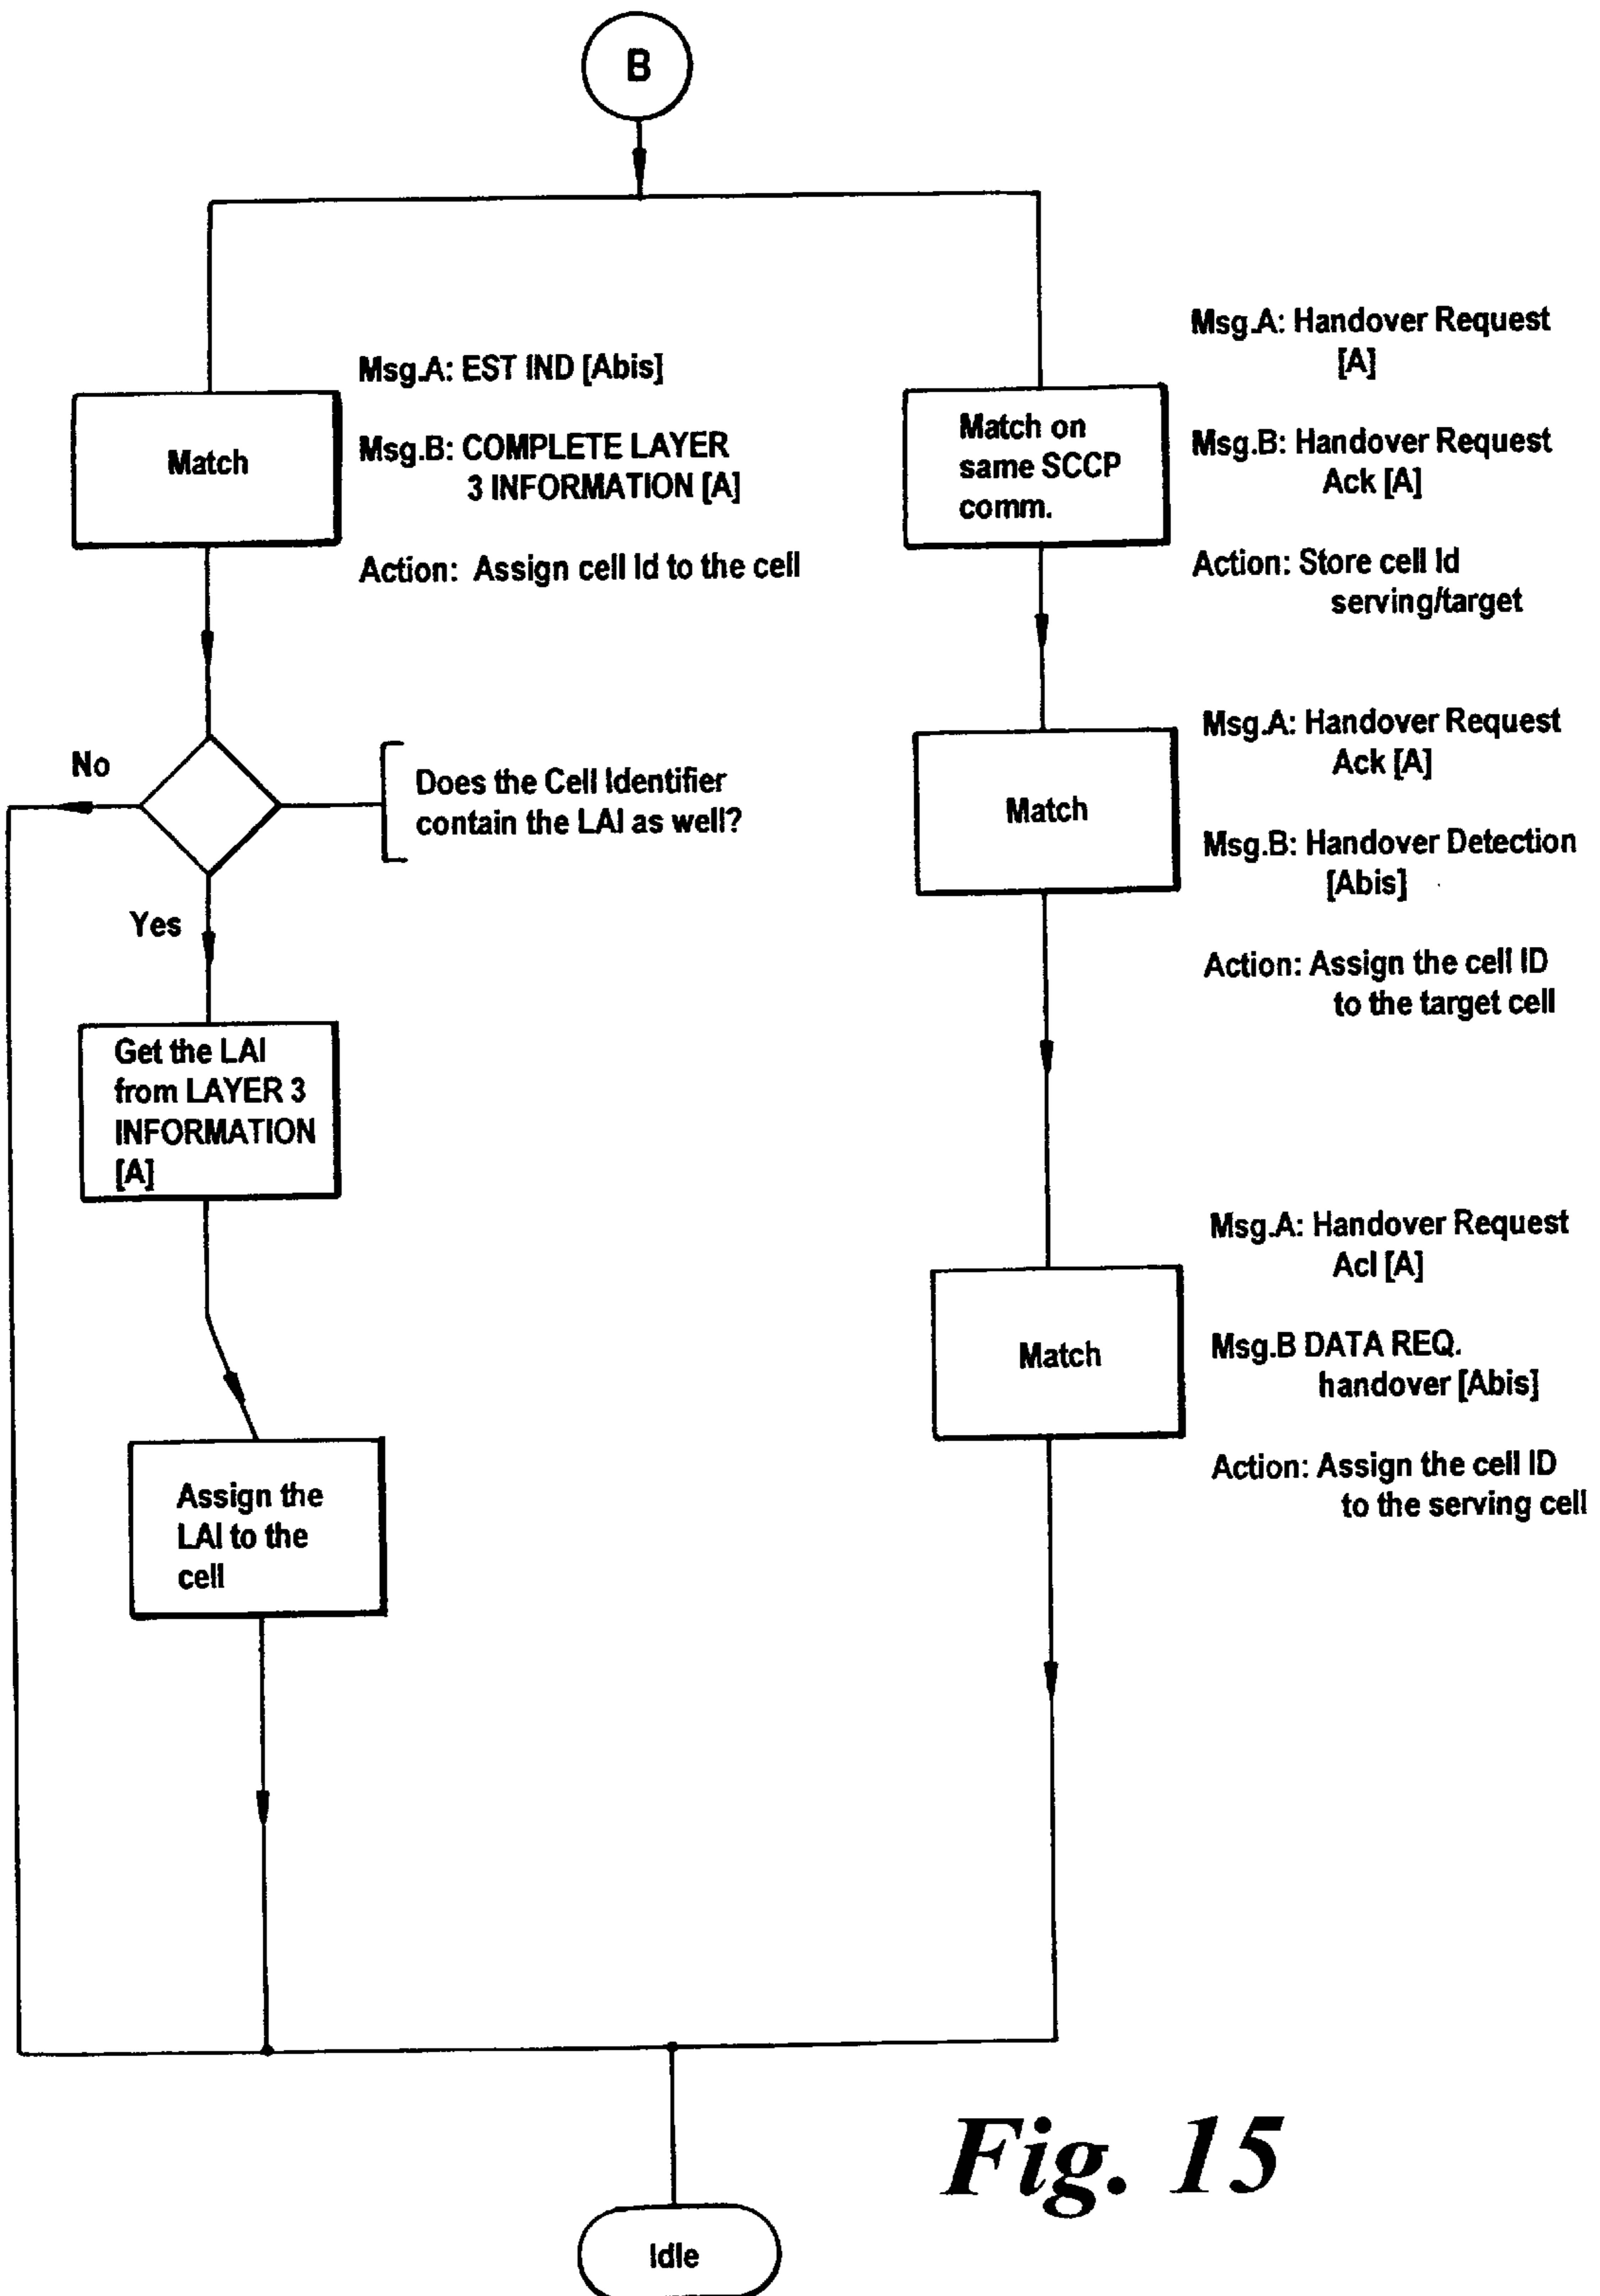 B
Msg.A: EST IND [Abis]
Match
Msg.B: COMPLETE LAYER
3 INFORMATION [A]
Action: Assign cell Id to the cell
No
Does the Cell Identifier
contain the LAI as well?
Yes
Get the LAI
from LAYER 3
INFORMATION
[A]
Assign the
LAI to the
cell
Msg.A: Handover Request
[A]
Match on
same SCCP
comm.
Msg.B: Handover Request
Ack [A]
Action: Store cell Id
serving/target
Msg.A: Handover Request
Ack [A]
Match
Msg.B: Handover Detection
[Abis]
Action: Assign the cell ID
to the target cell
Msg.A: Handover Request
Acl [A]
Match
Msg.B DATA REQ.
handover [Abis]
Action: Assign the cell ID
to the serving cell
Idle
Fig. 15